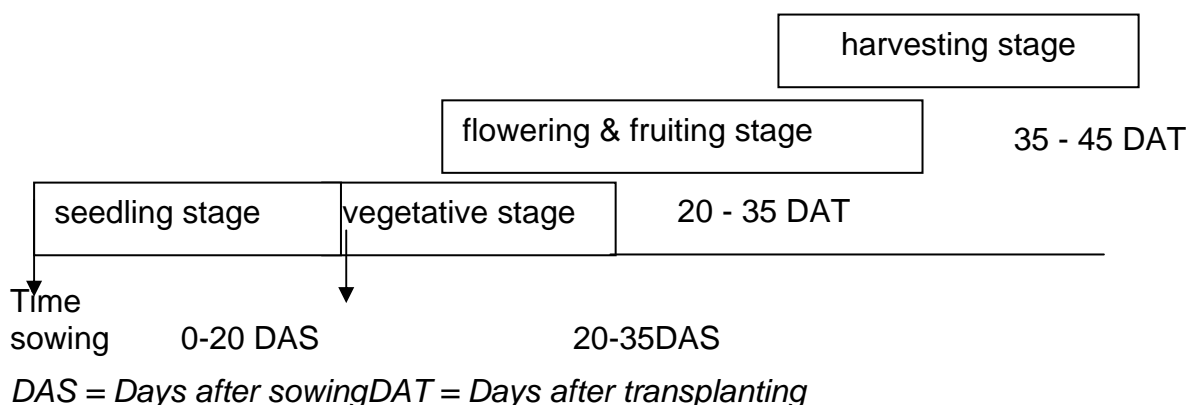 harvesting stage
flowering & fruiting stage
35 - 45 DAT
seedling stage
vegetative stage
20 - 35 DAT
Time
sowing
0-20 DAS
20-35DAS
DAS = Days after sowingDAT = Days after transplanting